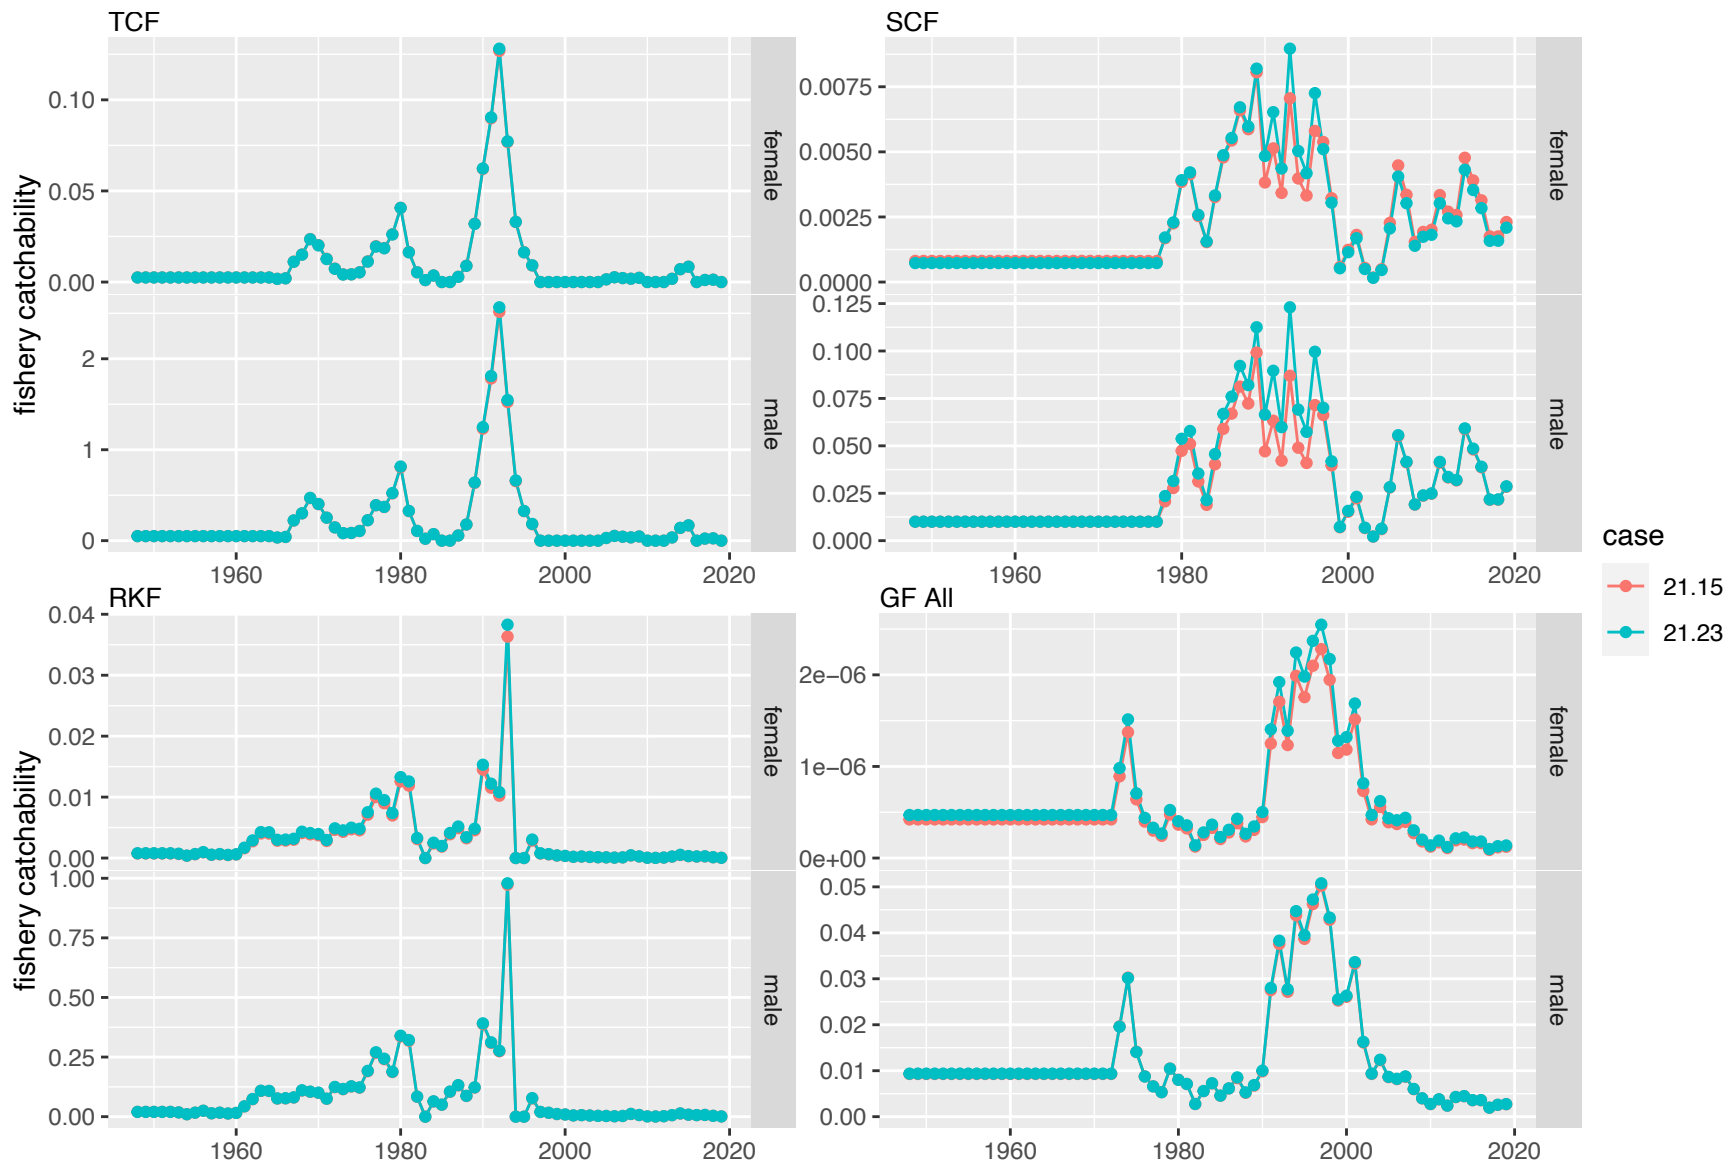 TCF
SCF
fishery catchability
0.10
0.05
0.00
female
2
1
0
male
1960
1980
2000
2020
0.0075
0.0050
0.0025
0.0000
female
0.125
0.100
0.075
0.050
0.025
0.000
male
1960
1980
2000
2020
RKF
GF All
fishery catchability
0.04
0.03
0.02
0.01
0.00
female
1.00
0.75
0.50
0.25
0.00
male
1960
1980
2000
2020
2e−06
1e−06
0e+00
female
0.05
0.04
0.03
0.02
0.01
0.00
male
1960
1980
2000
2020
case
21.15
21.23